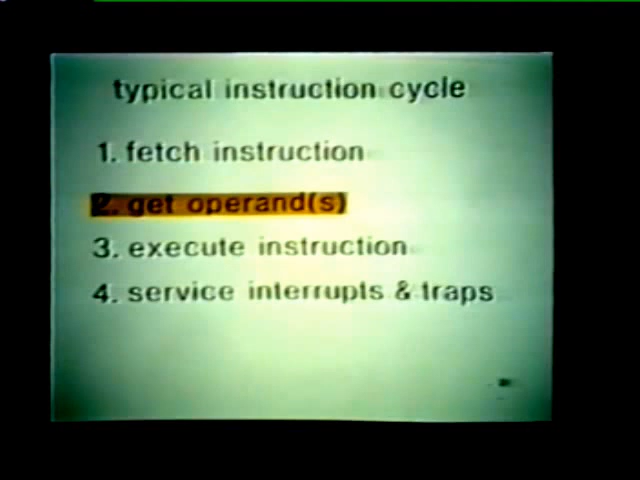 typical instruction cycle
1. fetch instruction
2. get operand(s)
3. execute instruction
4. service interrupts & traps